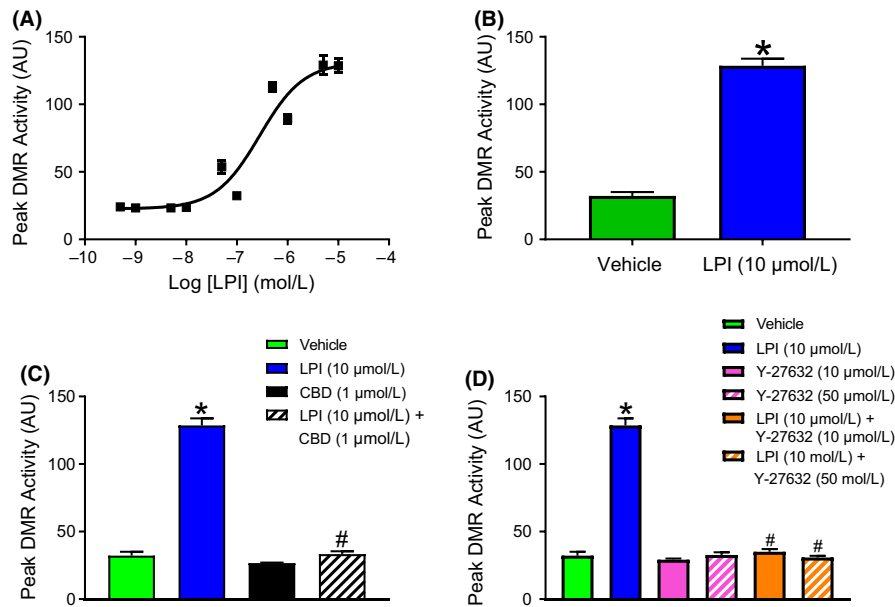 (A)
150
100
50
0
Peak DMR Activity (AU)
−10 −9 −8 −7 −6 −5 −4
Log [LPI] (mol/L)
(B)
150
100
50
0
Peak DMR Activity (AU)
*
Vehicle LPI (10 μmol/L)
(C)
Vehicle
LPI (10 μmol/L)
CBD (1 μmol/L)
LPI (10 μmol/L) +
CBD (1 μmol/L)
150
100
50
0
Peak DMR Activity (AU)
*
#
(D)
Vehicle
LPI (10 μmol/L)
Y-27632 (10 μmol/L)
Y-27632 (50 μmol/L)
LPI (10 μmol/L) +
Y-27632 (10 μmol/L)
LPI (10 mol/L) +
Y-27632 (50 mol/L)
150
100
50
0
Peak DMR Activity (AU)
*
#
#